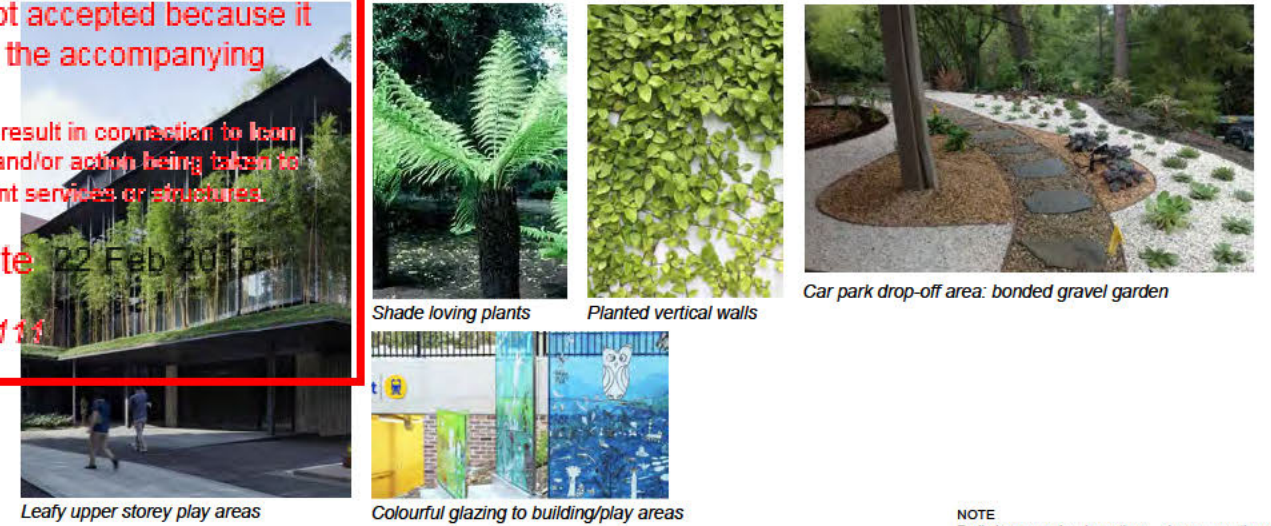 ot accepted because it
the accompanying
result in connection to Icon
and/or action being taken to
nt services or structures.
te 22 Feb 2018
111
Shade loving plants
Planted vertical walls
Car park drop-off area: bonded gravel garden
t
Leafy upper storey play areas
Colourful glazing to building/play areas
NOTE